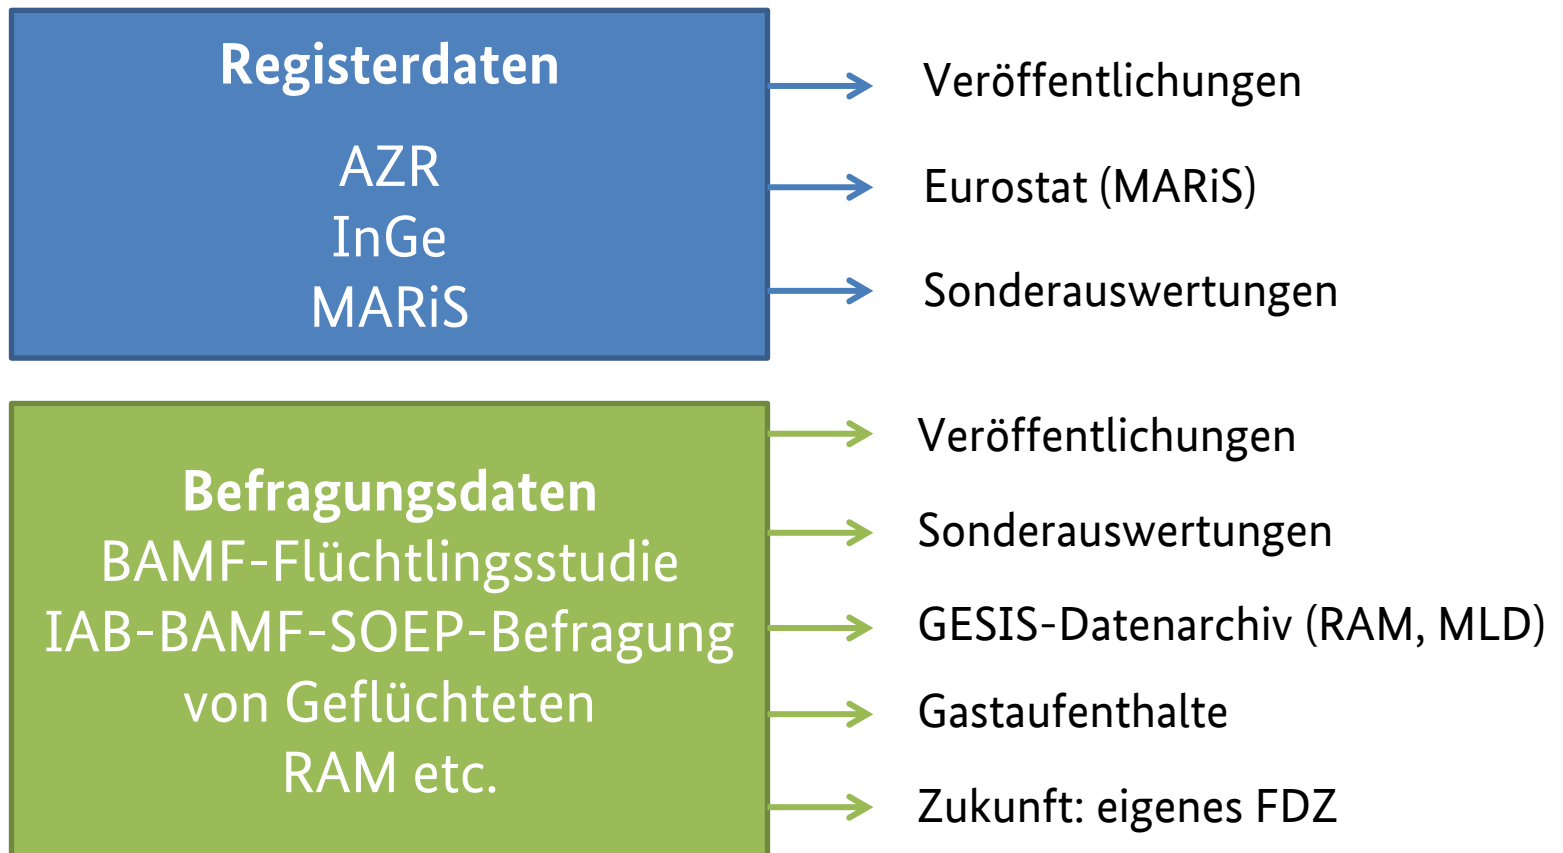 Registerdaten
AZR
InGe
MARiS
Veröffentlichungen
Eurostat (MARiS)
Sonderauswertungen
Befragungsdaten
BAMF-Flüchtlingsstudie
IAB-BAMF-SOEP-Befragung
von Geflüchteten
RAM etc.
Veröffentlichungen
Sonderauswertungen
GESIS-Datenarchiv (RAM, MLD)
Gastaufenthalte
Zukunft: eigenes FDZ